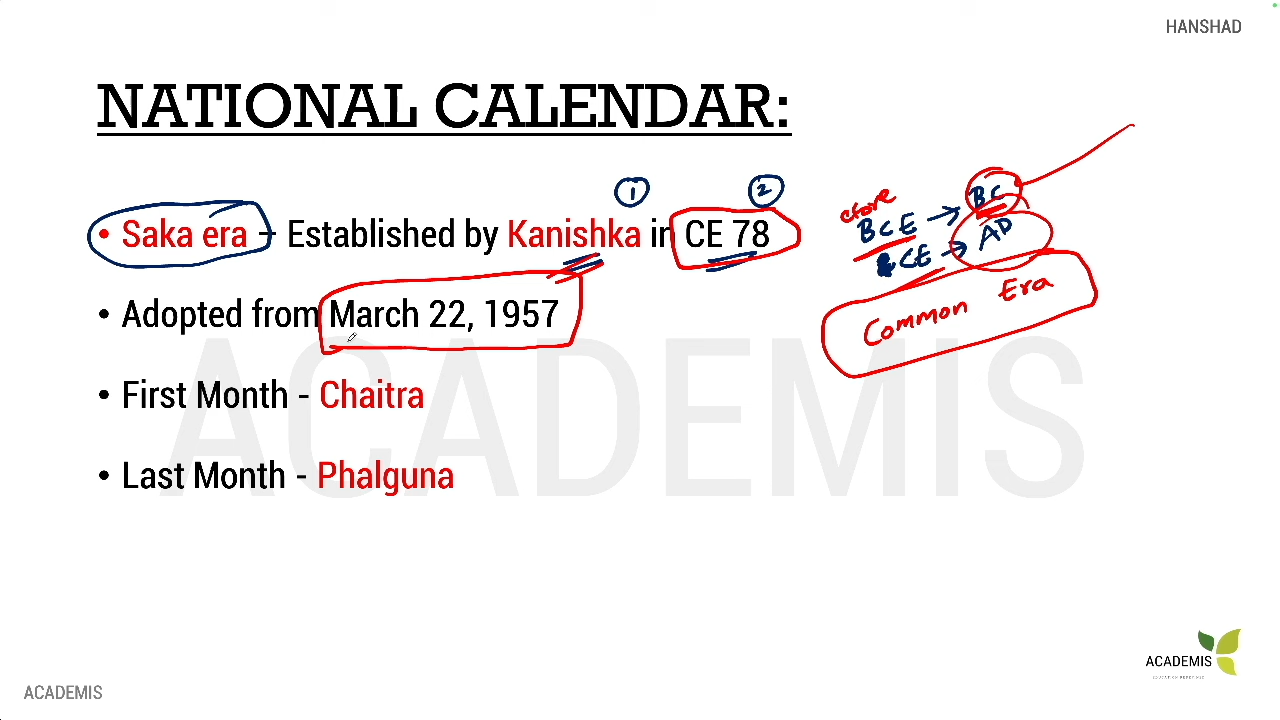 HANSHAD
NATIONAL CALENDAR:
① ②
• Saka era – Established by Kanishka in CE 78
efore
BCE → BC
CE → AD
Common Era
• Adopted from March 22, 1957
• First Month - Chaitra
• Last Month - Phalguna
ACADEMIS
ACADEMIS
ACADEMIS